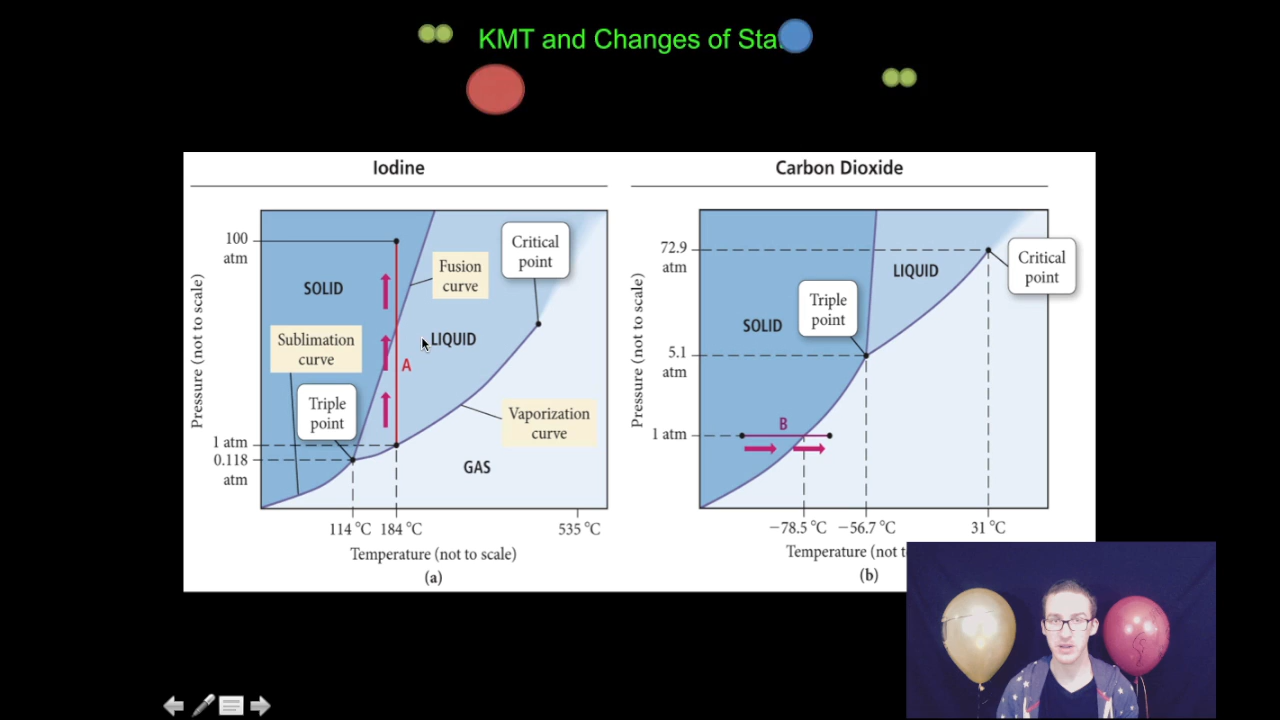 KMT and Changes of Sta
Iodine
100
atm
SOLID
Fusion
curve
Critical
point
Sublimation
curve
LIQUID
A
Triple
point
Vaporization
curve
1 atm
0.118
atm
GAS
114 °C 184 °C 535 °C
Temperature (not to scale)
Pressure (not to scale)
(a)
Carbon Dioxide
72.9
atm
LIQUID
Critical
point
Triple
point
SOLID
5.1
atm
B
1 atm
−78.5 °C −56.7 °C 31 °C
Temperature (not t
Pressure (not to scale)
(b)